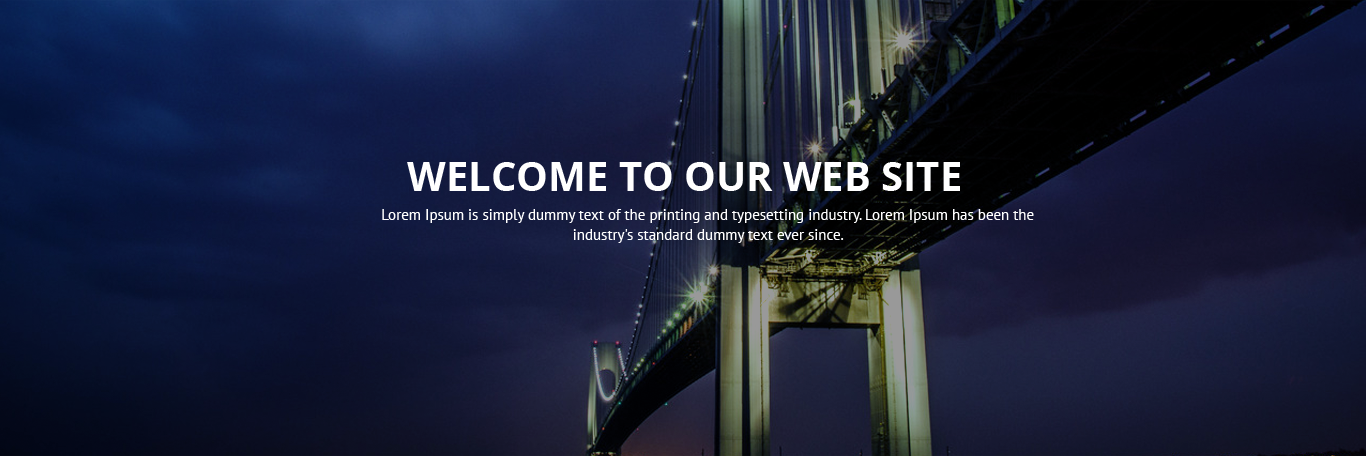 WELCOME TO OUR WEB SITE
Lorem Ipsum is simply dummy text of the printing and typesetting industry. Lorem Ipsum has been the
industry's standard dummy text ever since.